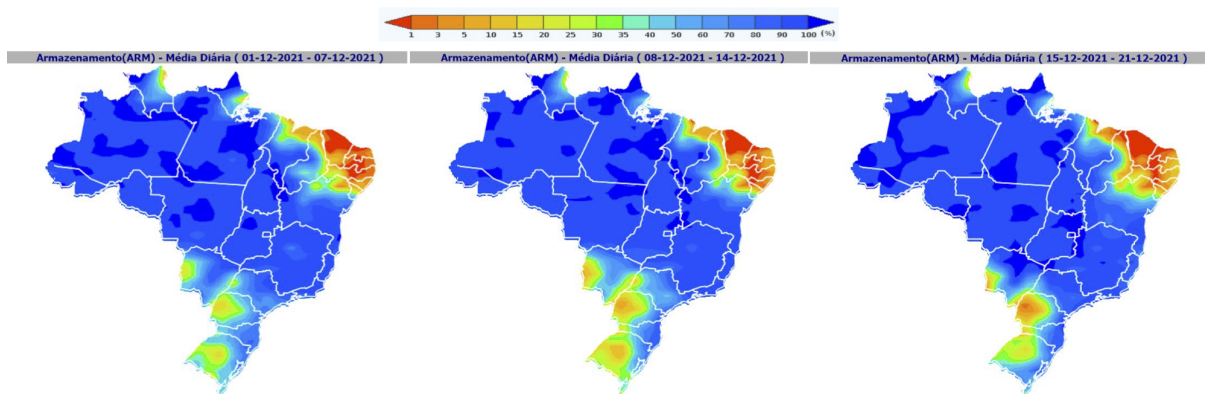 1 3 5 10 15 20 25 30 35 40 50 60 70 80 90 100 (%)
Armazenamento(ARM) - Média Diária ( 01-12-2021 - 07-12-2021 )
Armazenamento(ARM) - Média Diária ( 08-12-2021 - 14-12-2021 )
Armazenamento(ARM) - Média Diária ( 15-12-2021 - 21-12-2021 )